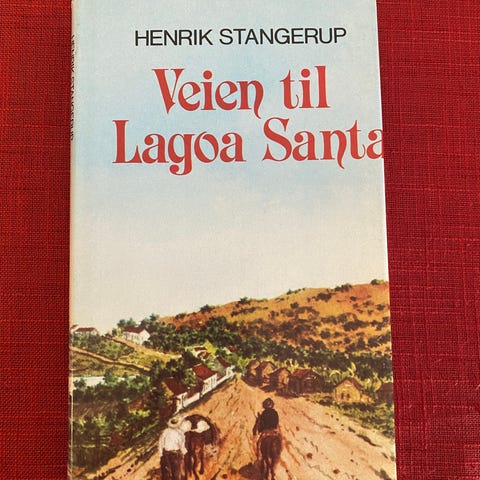 HENRIK STANGERUP
Veien til
Lagoa Santa